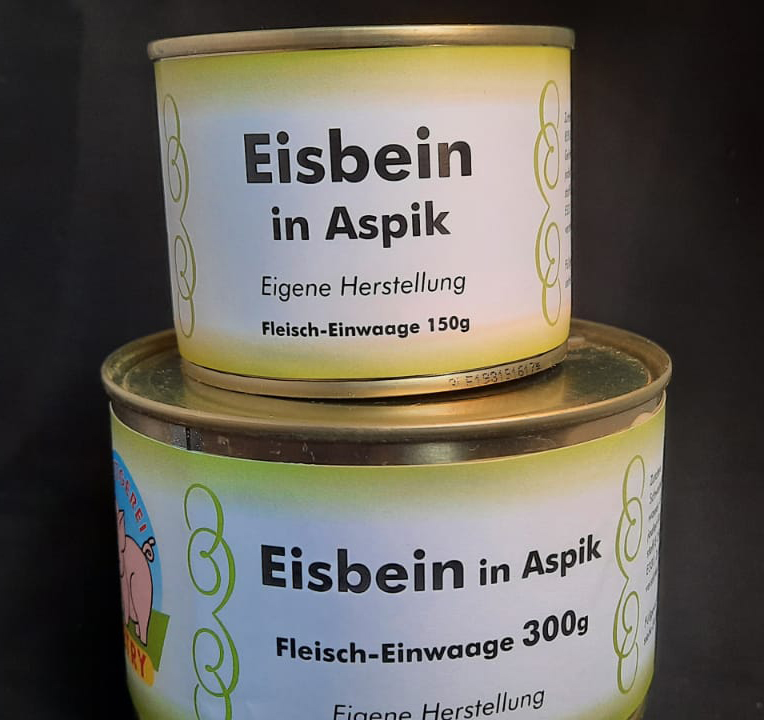 Eisbein
in Aspik
Eigene Herstellung
Fleisch-Einwaage 150g
Eisbein in Aspik
Fleisch-Einwaage 300g
Eigene Herstellung